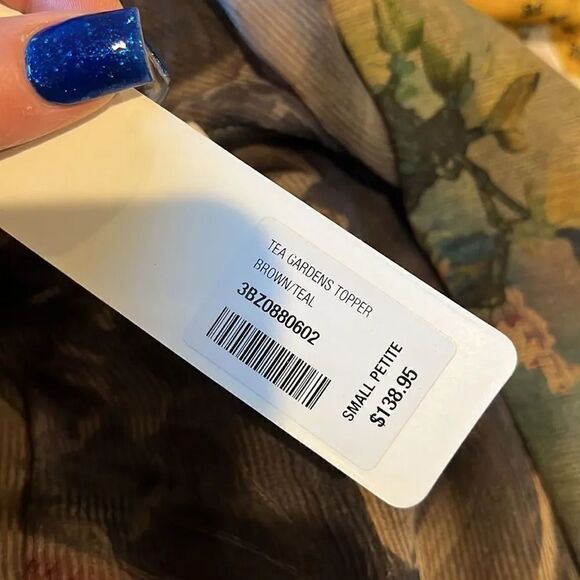 TEA GARDENS TOPPER
BROWN/TEAL
3BZ0880602
SMALL PETITE
$138.95